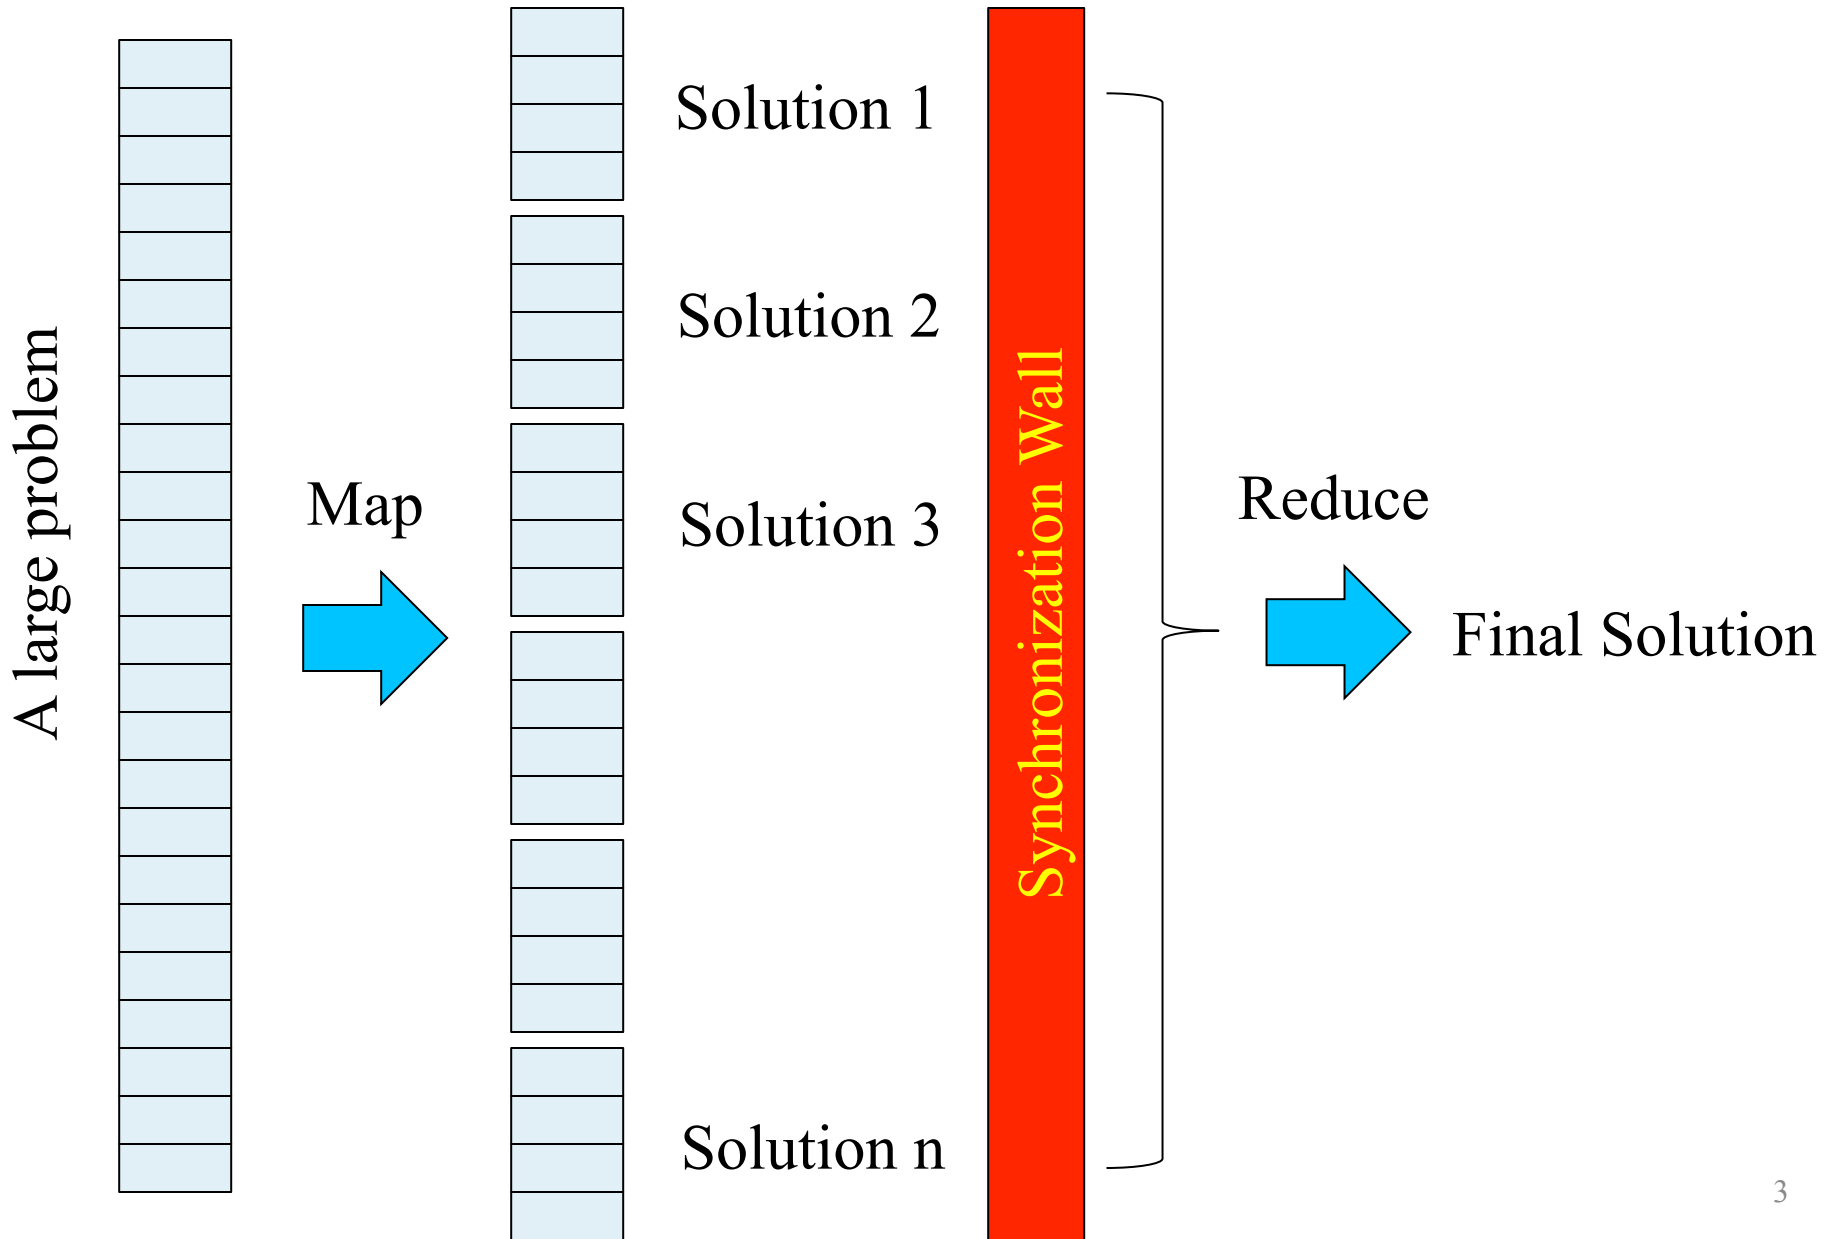 A large problem
Map
Solution 1
Solution 2
Solution 3
Solution n
Synchronization Wall
Reduce
Final Solution
3